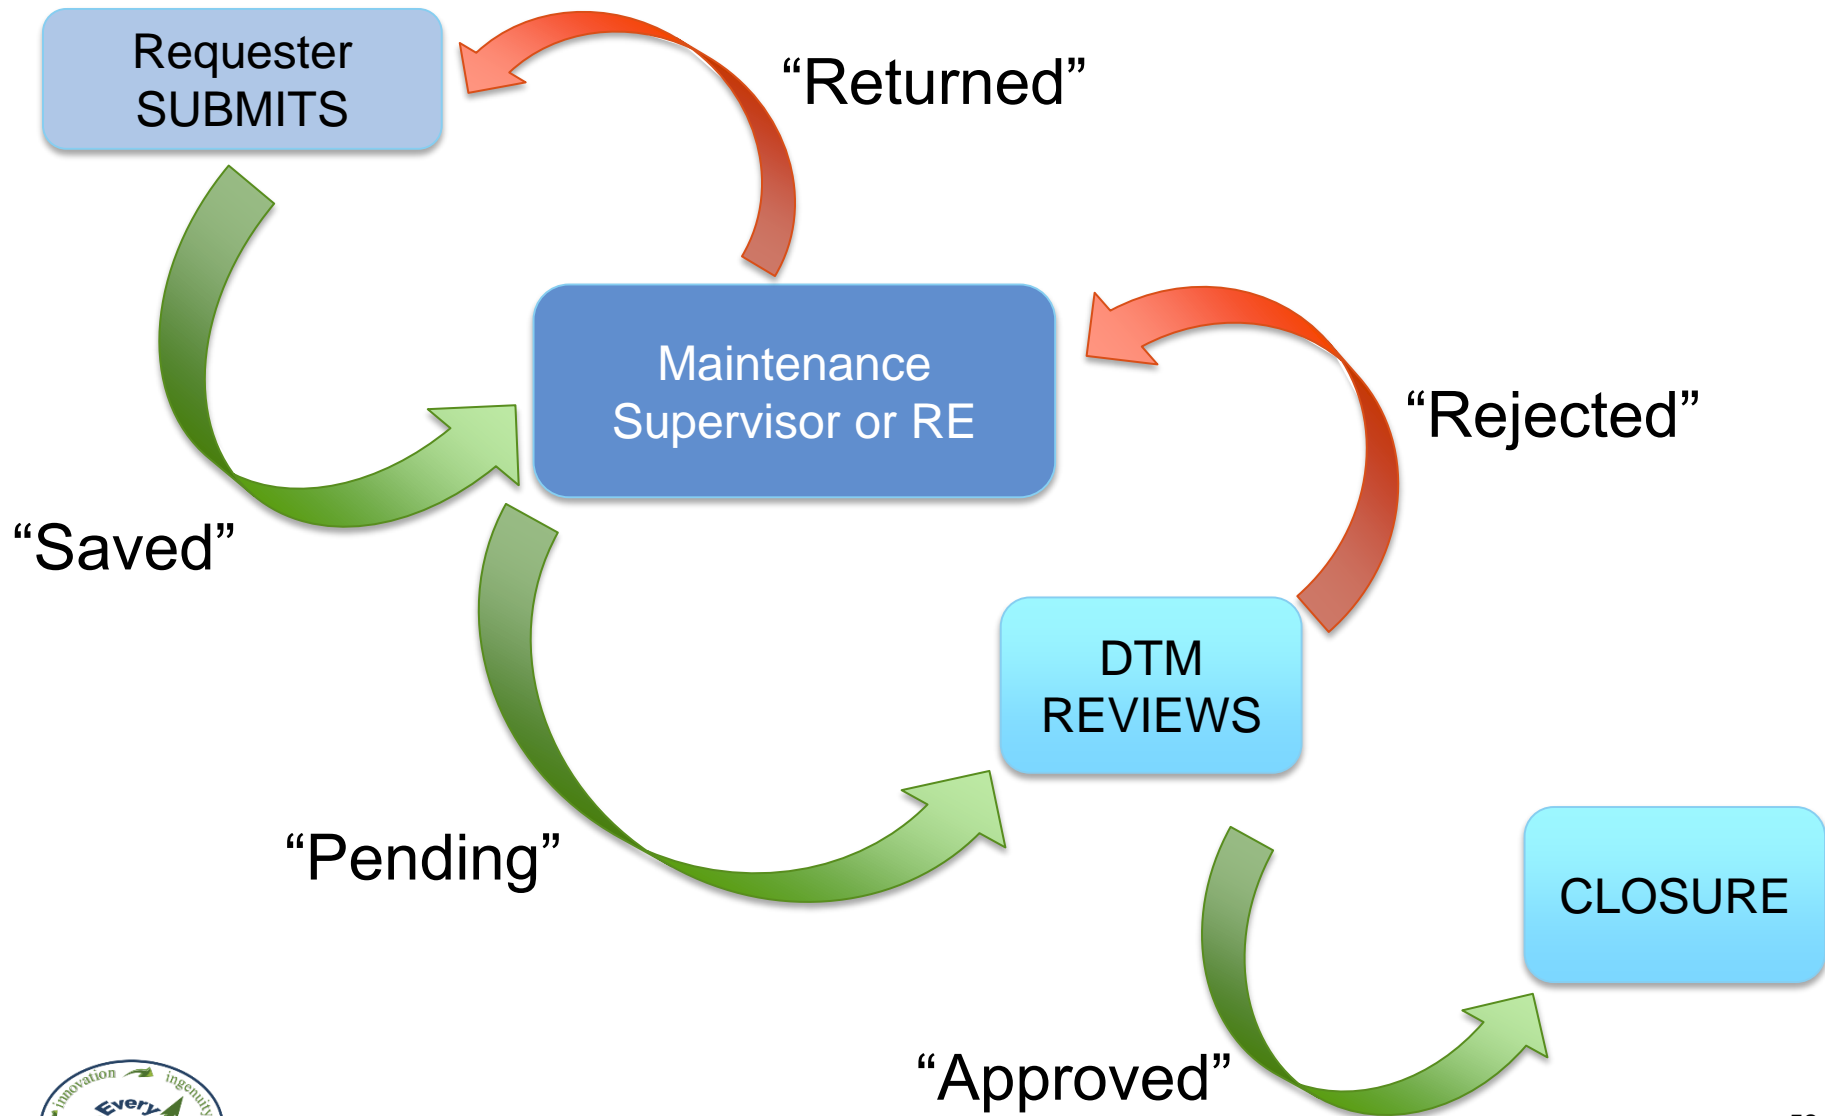 Requester
SUBMITS
“Returned”
Maintenance
Supervisor or RE
“Rejected”
“Saved”
DTM
REVIEWS
“Pending”
CLOSURE
“Approved”
innovation
ingenuity
Every